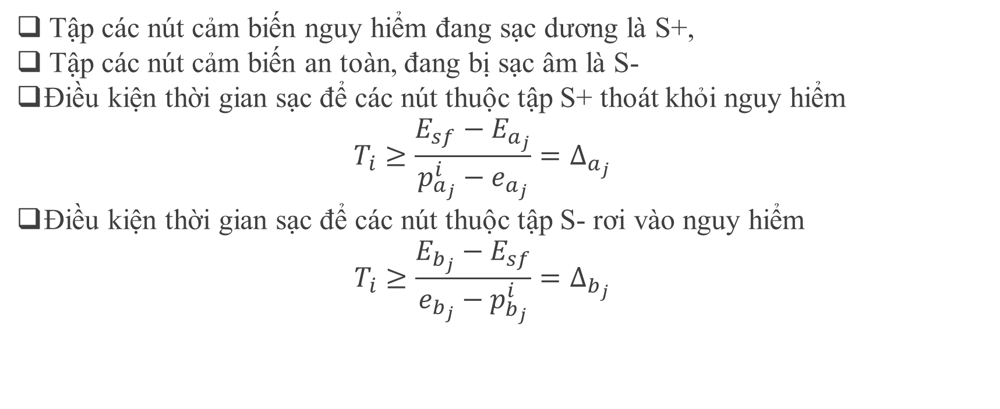 ❑ Tập các nút cảm biến nguy hiểm đang sạc dương là S+,
❑ Tập các nút cảm biến an toàn, đang bị sạc âm là S-
❑Điều kiện thời gian sạc để các nút thuộc tập S+ thoát khỏi nguy hiểm
$T_i \geq \frac{E_{sf} - E_{a_j}}{p^i_{a_j} - e_{a_j}} = \Delta_{a_j}$
❑Điều kiện thời gian sạc để các nút thuộc tập S- rơi vào nguy hiểm
$T_i \geq \frac{E_{b_j} - E_{sf}}{e_{b_j} - p^i_{b_j}} = \Delta_{b_j}$